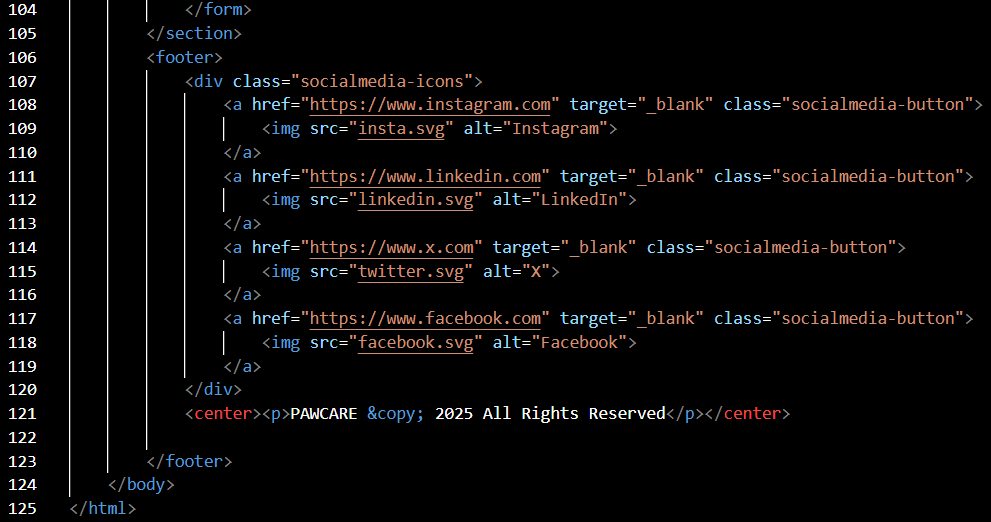 104 </form>
105 </section>
106 <footer>
107 <div class="socialmedia-icons">
108 <a href="https://www.instagram.com" target="_blank" class="socialmedia-button">
109 <img src="insta.svg" alt="Instagram">
110 </a>
111 <a href="https://www.linkedin.com" target="_blank" class="socialmedia-button">
112 <img src="linkedin.svg" alt="LinkedIn">
113 </a>
114 <a href="https://www.x.com" target="_blank" class="socialmedia-button">
115 <img src="twitter.svg" alt="X">
116 </a>
117 <a href="https://www.facebook.com" target="_blank" class="socialmedia-button">
118 <img src="facebook.svg" alt="Facebook">
119 </a>
120 </div>
121 <center><p>PAWCARE &copy; 2025 All Rights Reserved</p></center>
122
123 </footer>
124 </body>
125 </html>